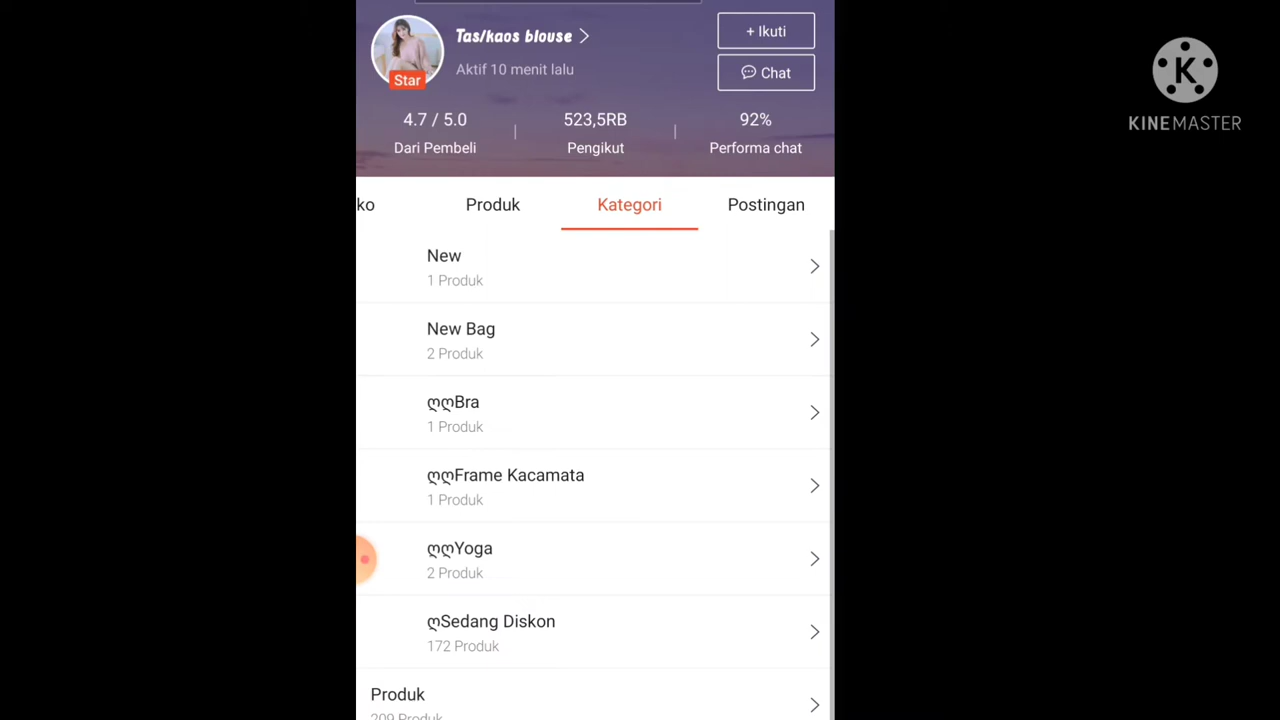 Tas/kaos blouse
+ Ikuti
Aktif 10 menit lalu
Chat
Star
4.7 / 5.0
523,5RB
92%
Dari Pembeli
Pengikut
Performa chat
ko
Produk
Kategori
Postingan
New
1 Produk
New Bag
2 Produk
ღღBra
1 Produk
ღღFrame Kacamata
1 Produk
ღღYoga
2 Produk
ღSedang Diskon
172 Produk
Produk
209 Produk
K
KINEMASTER